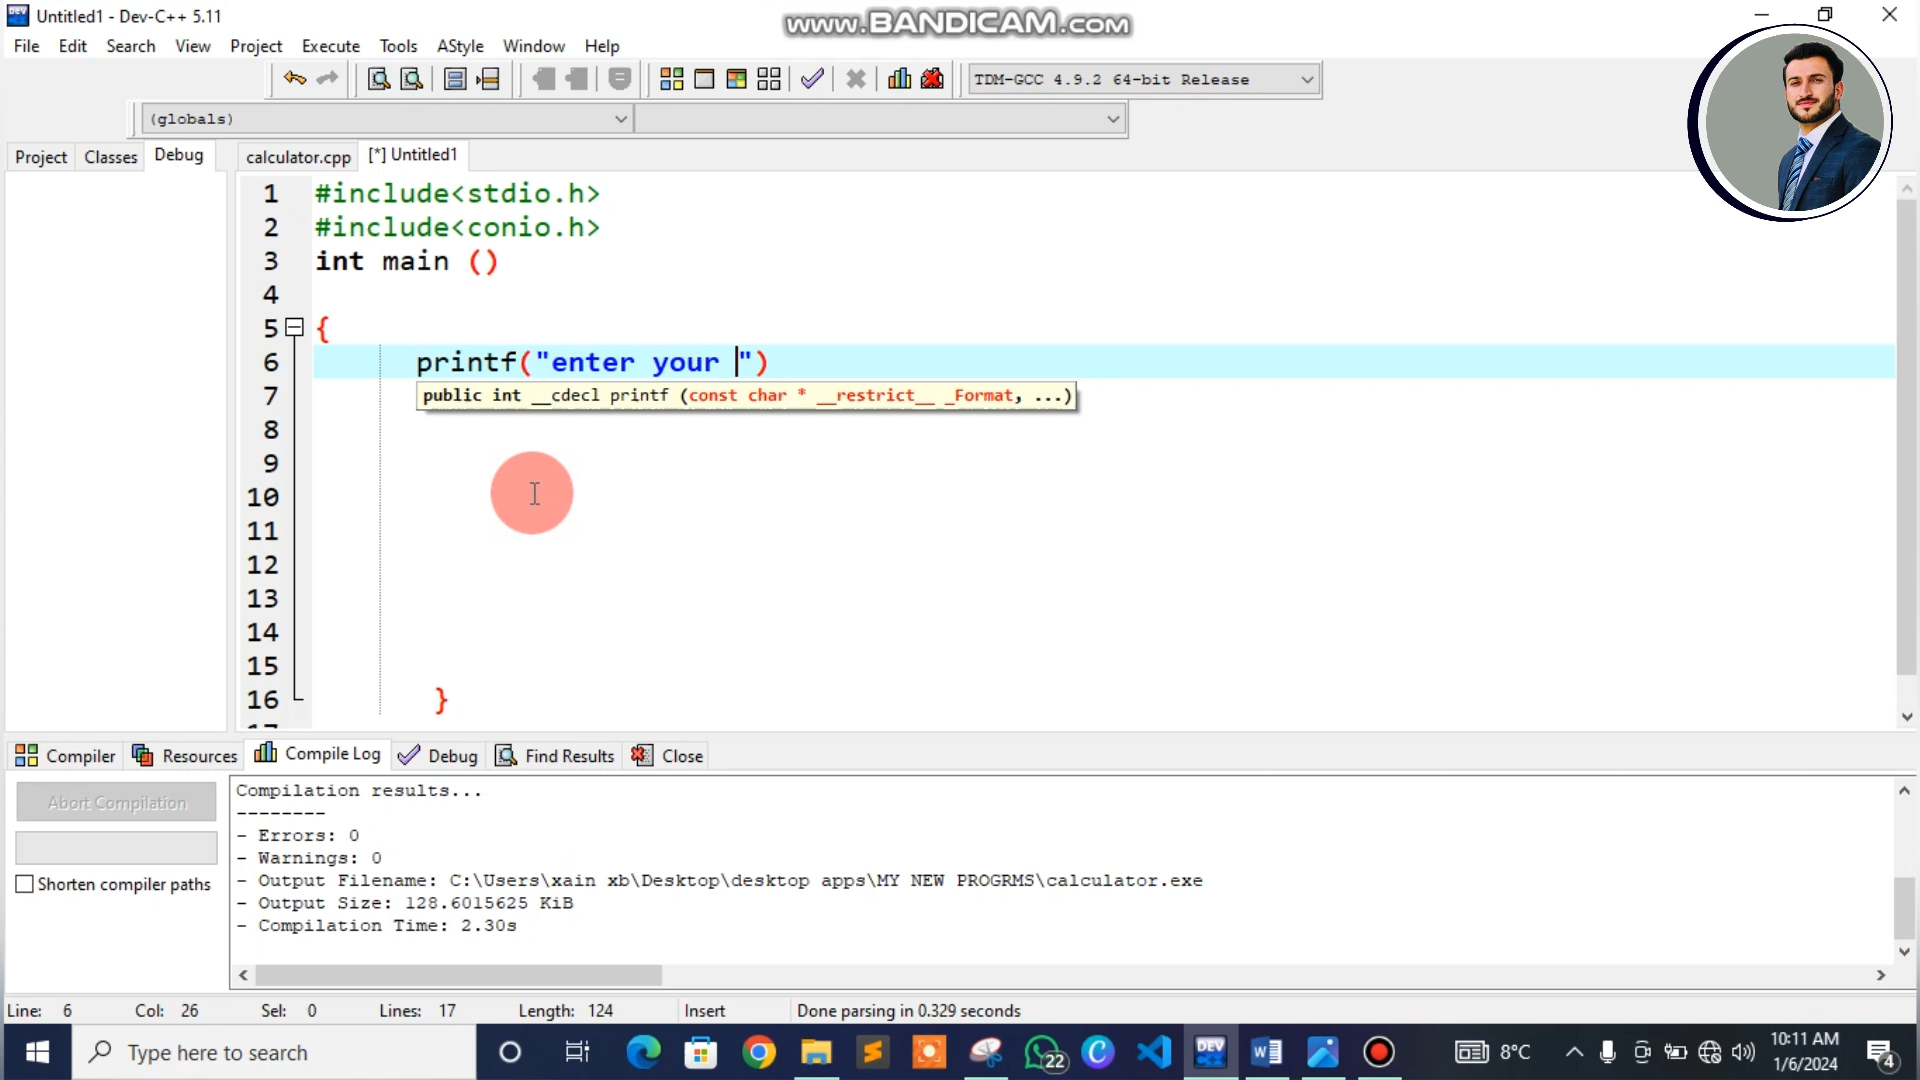 Untitled1 - Dev-C++ 5.11
www.BANDICAM.com
File Edit Search View Project Execute Tools AStyle Window Help
TDM-GCC 4.9.2 64-bit Release
(globals)
Project Classes Debug
calculator.cpp [*] Untitled1
1 #include<stdio.h>
2 #include<conio.h>
3 int main ()
4
5 {
6 printf("enter your ")
public int __cdecl printf (const char * __restrict__ _Format, ...)
7
8
9
10
11
12
13
14
15
16 }
Compiler Resources Compile Log Debug Find Results Close
Abort Compilation
Shorten compiler paths
Compilation results...
--------
- Errors: 0
- Warnings: 0
- Output Filename: C:\Users\xain xb\Desktop\desktop apps\MY NEW PROGRMS\calculator.exe
- Output Size: 128.6015625 KiB
- Compilation Time: 2.30s
Line: 6 Col: 26 Sel: 0 Lines: 17 Length: 124 Insert Done parsing in 0.329 seconds
Type here to search
22
DEV
8°C
10:11 AM
1/6/2024
4